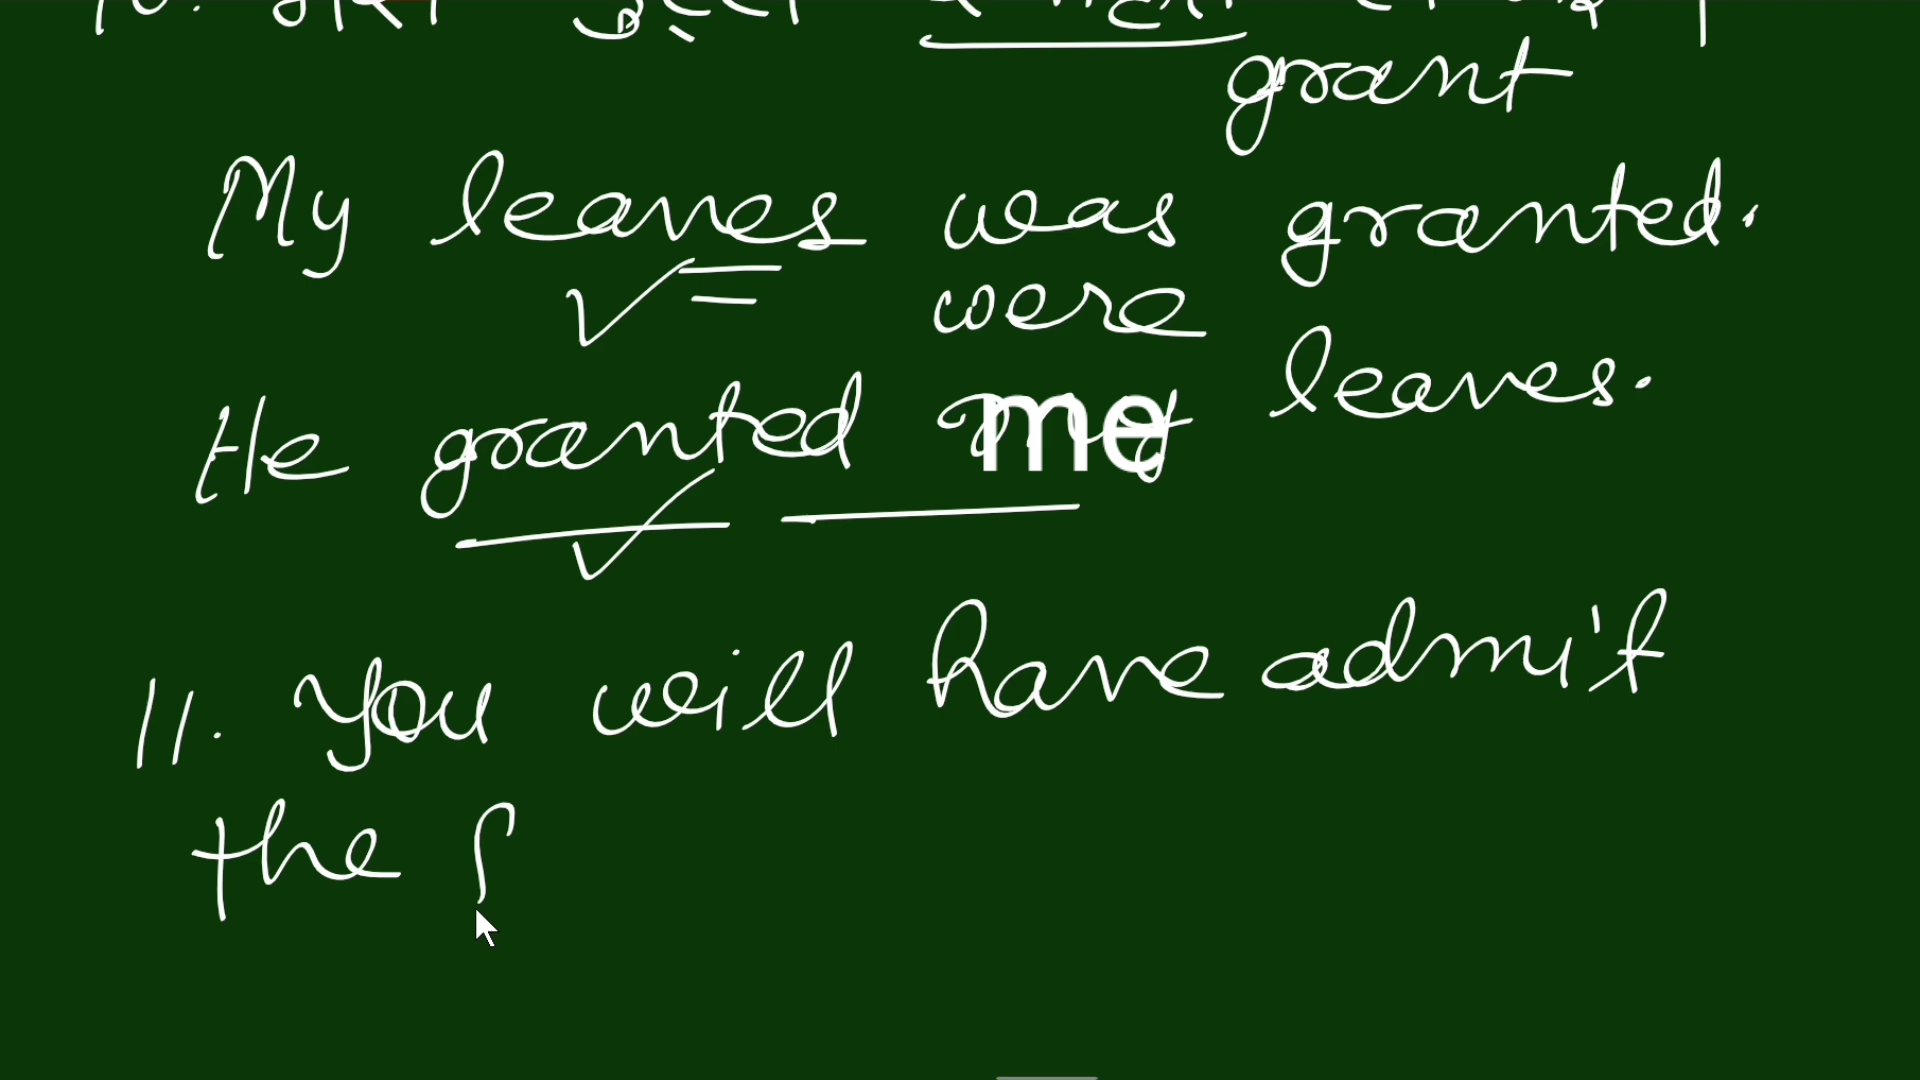 grant
My leaves was granted.
were
He granted me leaves.
11. You will have admit
the